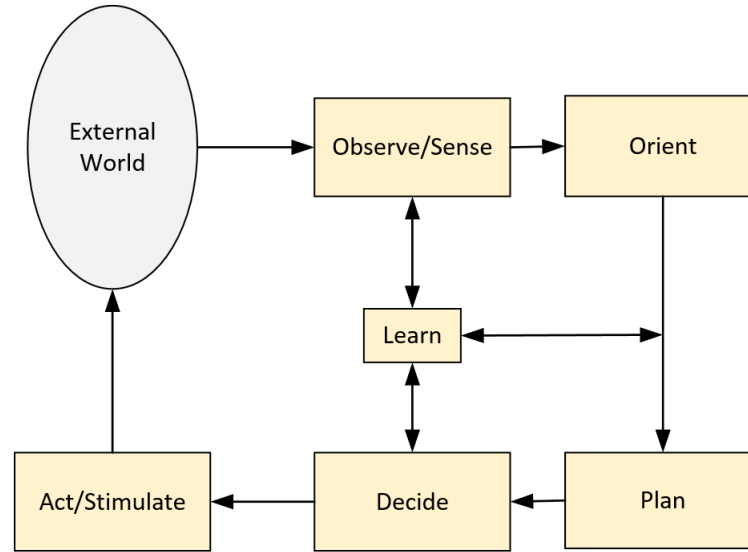 External
World
Observe/Sense
Orient
Learn
Act/Stimulate
Decide
Plan